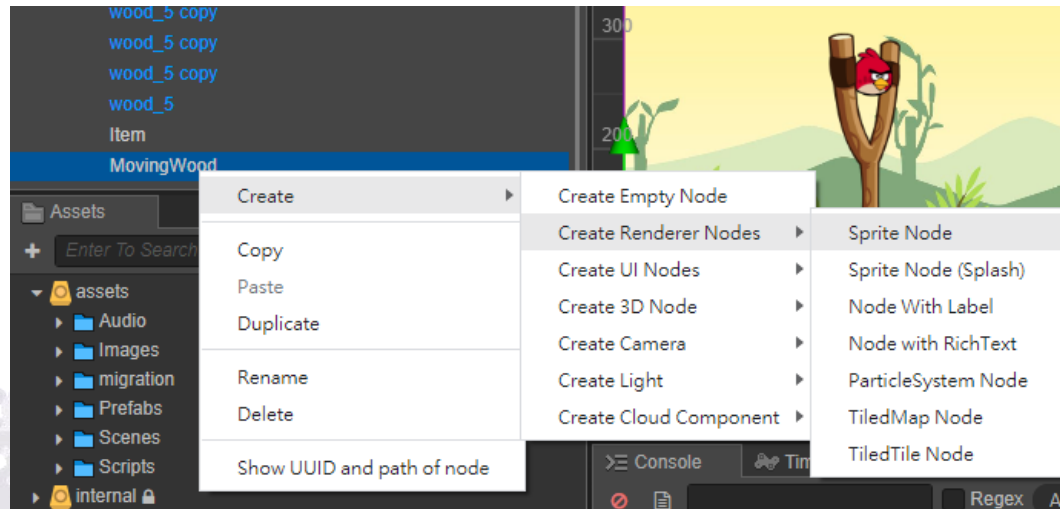 wood_5 copy
wood_5 copy
wood_5 copy
wood_5
Item
MovingWood
300
200
Assets
Enter To Search
assets
Audio
Images
migration
Prefabs
Scenes
Scripts
internal
Create
Copy
Paste
Duplicate
Rename
Delete
Show UUID and path of node
Create Empty Node
Create Renderer Nodes
Create UI Nodes
Create 3D Node
Create Camera
Create Light
Create Cloud Component
Sprite Node
Sprite Node (Splash)
Node With Label
Node with RichText
ParticleSystem Node
TiledMap Node
TiledTile Node
Console
Tim
Regex
A